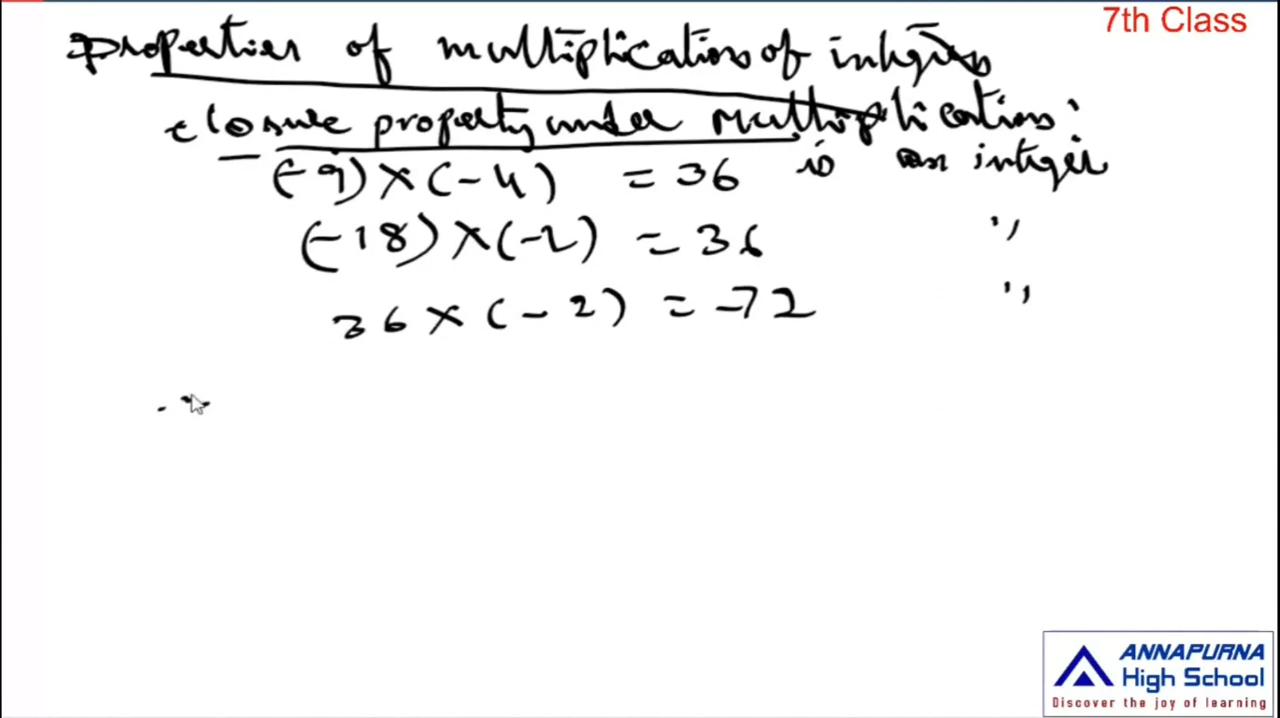 7th Class
Properties of multiplication of integers
closure property under multiplication:
(-9) × (-4) = 36 is an integer
(-18) × (-2) = 36 ,,
36 × (-2) = -72 ,,
ANNAPURNA
High School
Discover the joy of learning